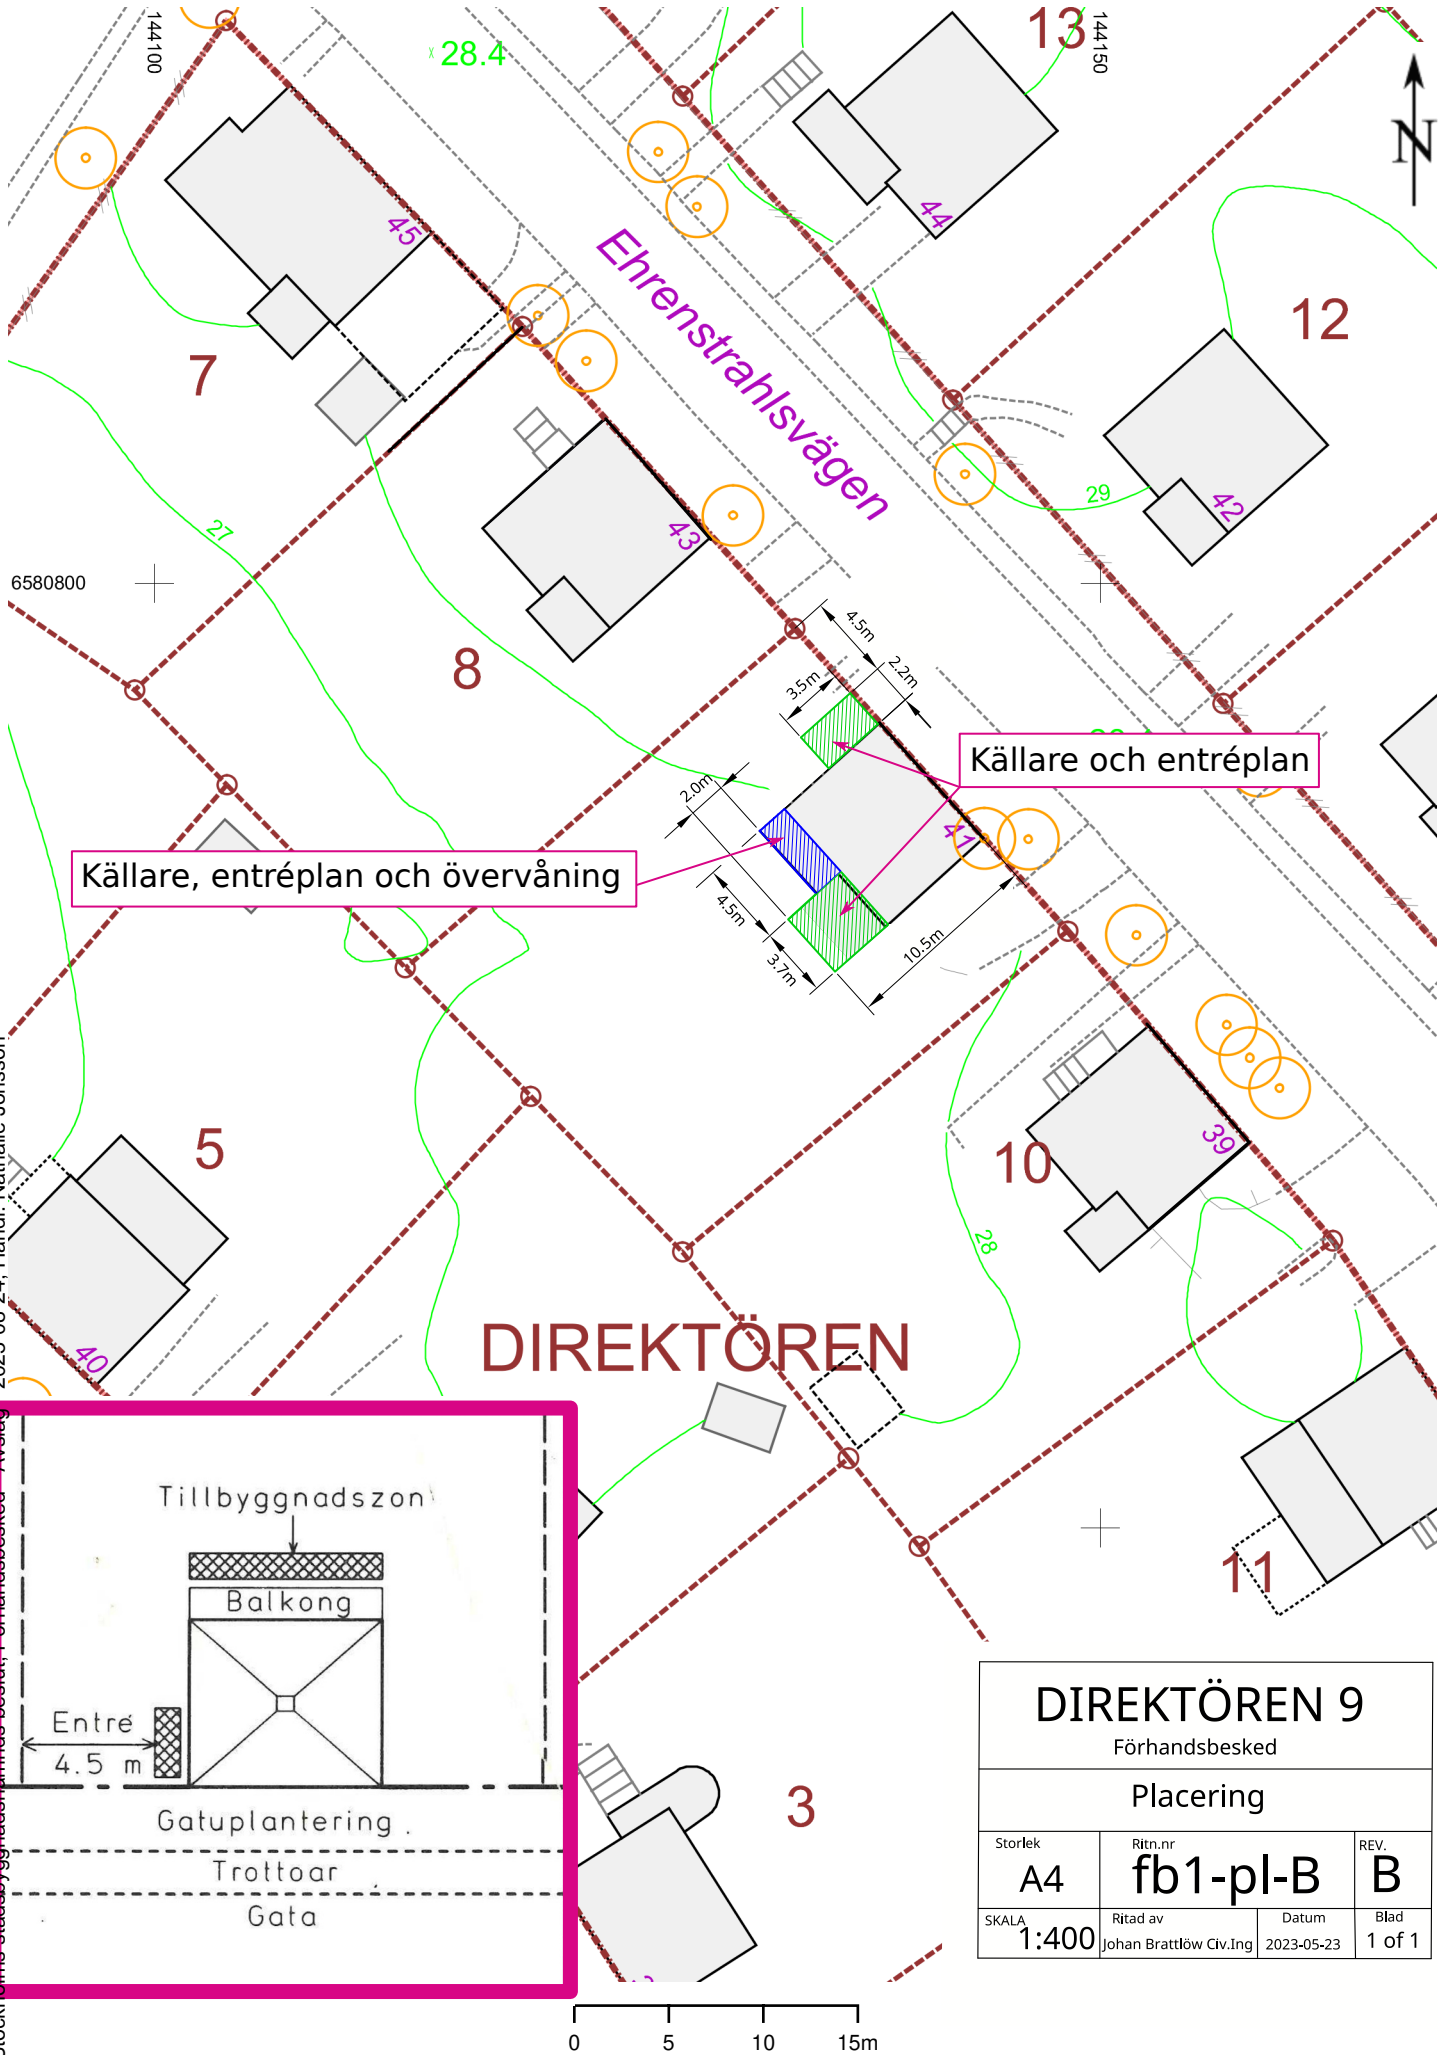 144100
28.4
13
144150
N
44
45
Ehrenstrahlsvägen
12
7
29
42
27
43
6580800
8
4.5m
2.2m
3.5m
Källare och entréplan
2.0m
41
Källare, entréplan och övervåning
4.5m
3.7m
10.5m
5
10
39
28
DIREKTÖREN
40
11
3
Tillbyggnadszon
Balkong
Entré
4.5 m
Gatuplantering
Trottoar
Gata
DIREKTÖREN 9
Förhandsbesked
Placering
Storlek
A4
Ritn.nr
fb1-pl-B
REV.
B
SKALA
1:400
Ritad av
Johan Brattlöw Civ.Ing
Datum
2023-05-23
Blad
1 of 1
0 5 10 15m